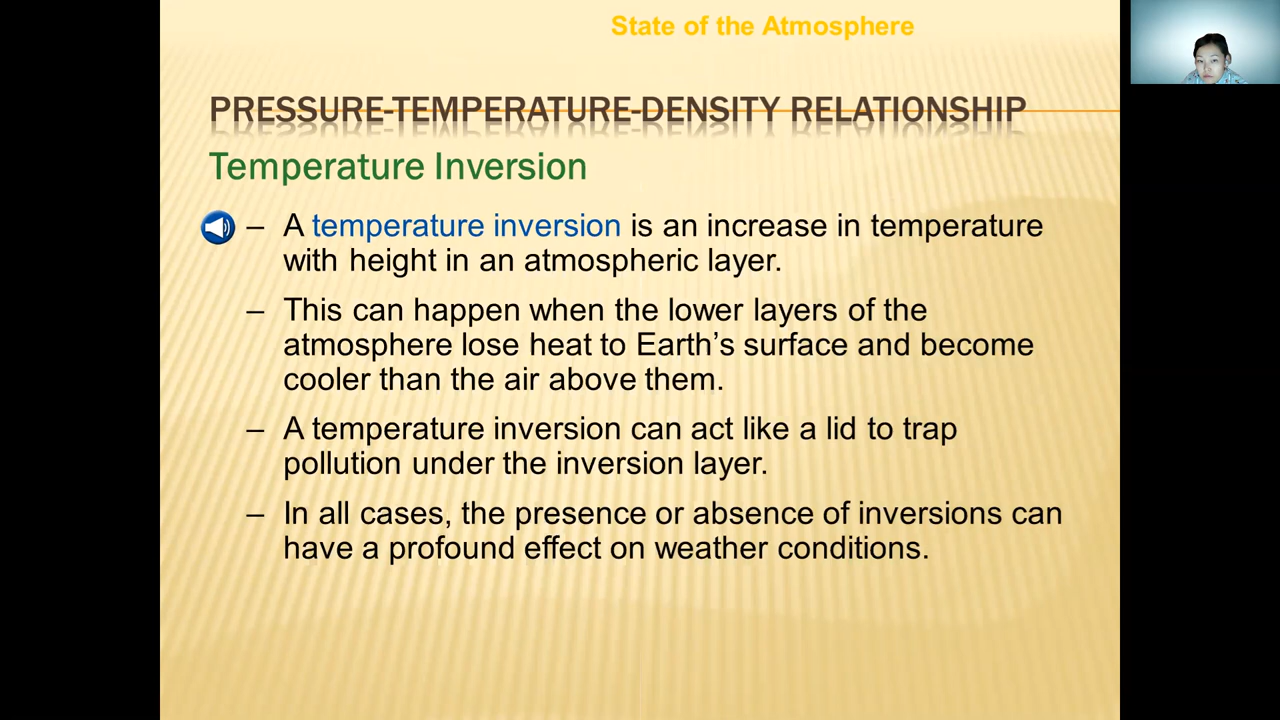 State of the Atmosphere
PRESSURE-TEMPERATURE-DENSITY RELATIONSHIP
Temperature Inversion
– A temperature inversion is an increase in temperature
with height in an atmospheric layer.
– This can happen when the lower layers of the
atmosphere lose heat to Earth’s surface and become
cooler than the air above them.
– A temperature inversion can act like a lid to trap
pollution under the inversion layer.
– In all cases, the presence or absence of inversions can
have a profound effect on weather conditions.